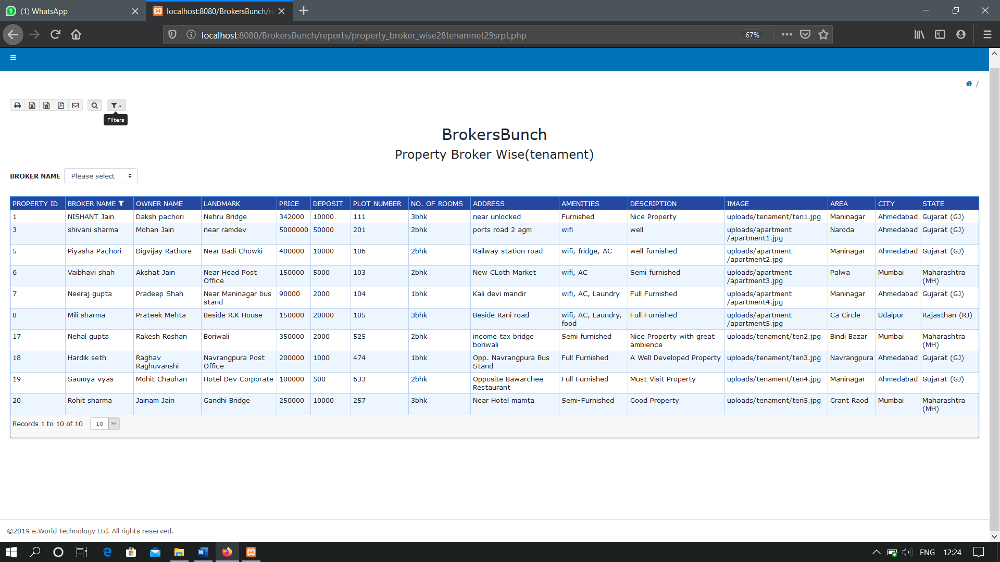 (1) WhatsApp
localhost:8080/BrokersBunch/re
localhost:8080/BrokersBunch/reports/property_broker_wise28tenamnet29srpt.php
67%
/
Filters
BrokersBunch
Property Broker Wise(tenament)
BROKER NAME Please select
PROPERTY ID BROKER NAME OWNER NAME LANDMARK PRICE DEPOSIT PLOT NUMBER NO. OF ROOMS ADDRESS AMENITIES DESCRIPTION IMAGE AREA CITY STATE
1 NISHANT Jain Daksh pachori Nehru Bridge 342000 10000 111 3bhk near unlocked Furnished Nice Property uploads/tenament/ten1.jpg Maninagar Ahmedabad Gujarat (GJ)
3 shivani sharma Mohan Jain near ramdev 5000000 50000 201 2bhk ports road 2 agm wifi well uploads/apartment Naroda Ahmedabad Gujarat (GJ)
/apartment1.jpg
5 Piyasha Pachori Digvijay Rathore Near Badi Chowki 400000 10000 106 2bhk Railway station road wifi, fridge, AC well furnished uploads/apartment Maninagar Ahmedabad Gujarat (GJ)
/apartment2.jpg
6 Vaibhavi shah Akshat Jain Near Head Post 150000 5000 103 2bhk New CLoth Market wifi, AC Semi furnished uploads/apartment Palwa Mumbai Maharashtra
Office /apartment3.jpg (MH)
7 Neeraj gupta Pradeep Shah Near Maninagar bus 90000 2000 104 1bhk Kali devi mandir wifi, AC, Laundry Full Furnished uploads/apartment Maninagar Ahmedabad Gujarat (GJ)
stand /apartment4.jpg
8 Mili sharma Prateek Mehta Beside R.K House 150000 20000 105 3bhk Beside Rani road wifi, AC, Laundry, Full Furnished uploads/apartment Ca Circle Udaipur Rajasthan (RJ)
food /apartment5.jpg
17 Nehal gupta Rakesh Roshan Boriwali 350000 2000 525 2bhk income tax bridge Semi furnished Nice Property with great uploads/tenament/ten2.jpg Bindi Bazar Mumbai Maharashtra
boriwali ambience (MH)
18 Hardik seth Raghav Navrangpura Post 200000 1000 474 1bhk Opp. Navrangpura Bus Full Furnished A Well Developed Property uploads/tenament/ten3.jpg Navrangpura Ahmedabad Gujarat (GJ)
Raghuvanshi Office Stand
19 Saumya vyas Mohit Chauhan Hotel Dev Corporate 100000 500 633 2bhk Opposite Bawarchee Full Furnished Must Visit Property uploads/tenament/ten4.jpg Maninagar Ahmedabad Gujarat (GJ)
Restaurant
20 Rohit sharma Jainam Jain Gandhi Bridge 250000 10000 257 3bhk Near Hotel mamta Semi-Furnished Good Property uploads/tenament/ten5.jpg Grant Raod Mumbai Maharashtra
(MH)
Records 1 to 10 of 10 10
©2019 e.World Technology Ltd. All rights reserved.
ENG 12:24